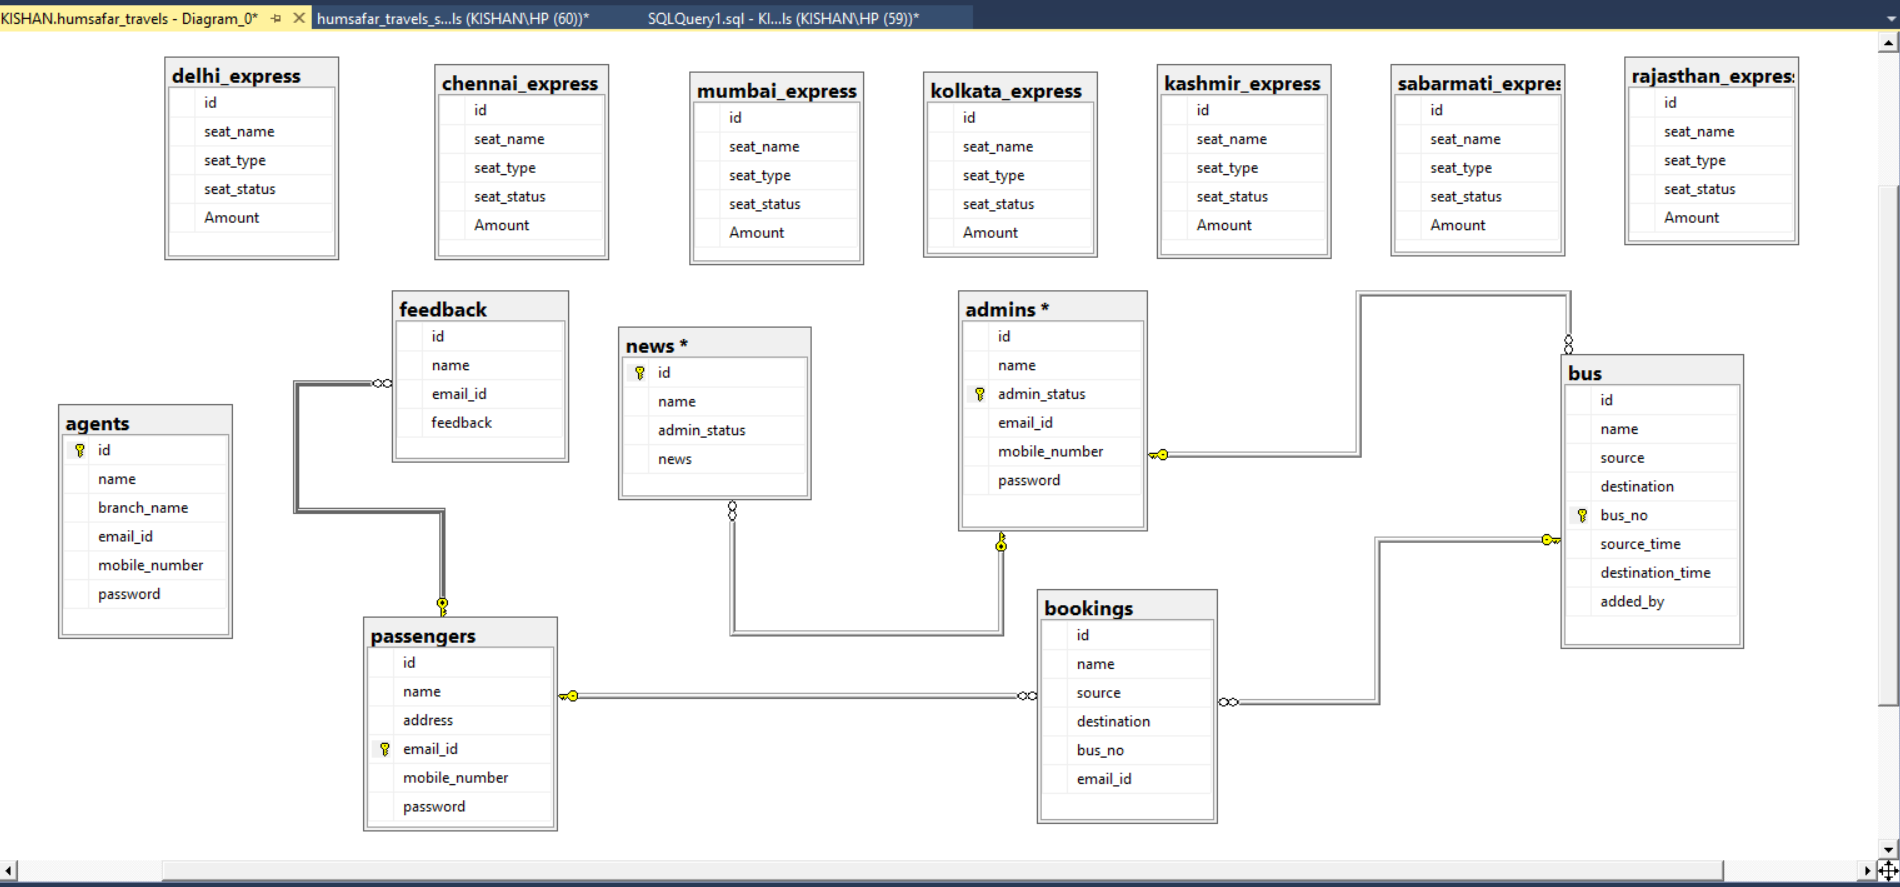 KISHAN.humsafar_travels - Diagram_0*
humsafar_travels_s...ls (KISHAN\HP (60))*
SQLQuery1.sql - KI...ls (KISHAN\HP (59))*
delhi_express
id
seat_name
seat_type
seat_status
Amount
chennai_express
id
seat_name
seat_type
seat_status
Amount
mumbai_express
id
seat_name
seat_type
seat_status
Amount
kolkata_express
id
seat_name
seat_type
seat_status
Amount
kashmir_express
id
seat_name
seat_type
seat_status
Amount
sabarmati_expres
id
seat_name
seat_type
seat_status
Amount
rajasthan_expres
id
seat_name
seat_type
seat_status
Amount
feedback
id
name
email_id
feedback
news *
id
name
admin_status
news
admins *
id
name
admin_status
email_id
mobile_number
password
bus
id
name
source
destination
bus_no
source_time
destination_time
added_by
agents
id
name
branch_name
email_id
mobile_number
password
passengers
id
name
address
email_id
mobile_number
password
bookings
id
name
source
destination
bus_no
email_id